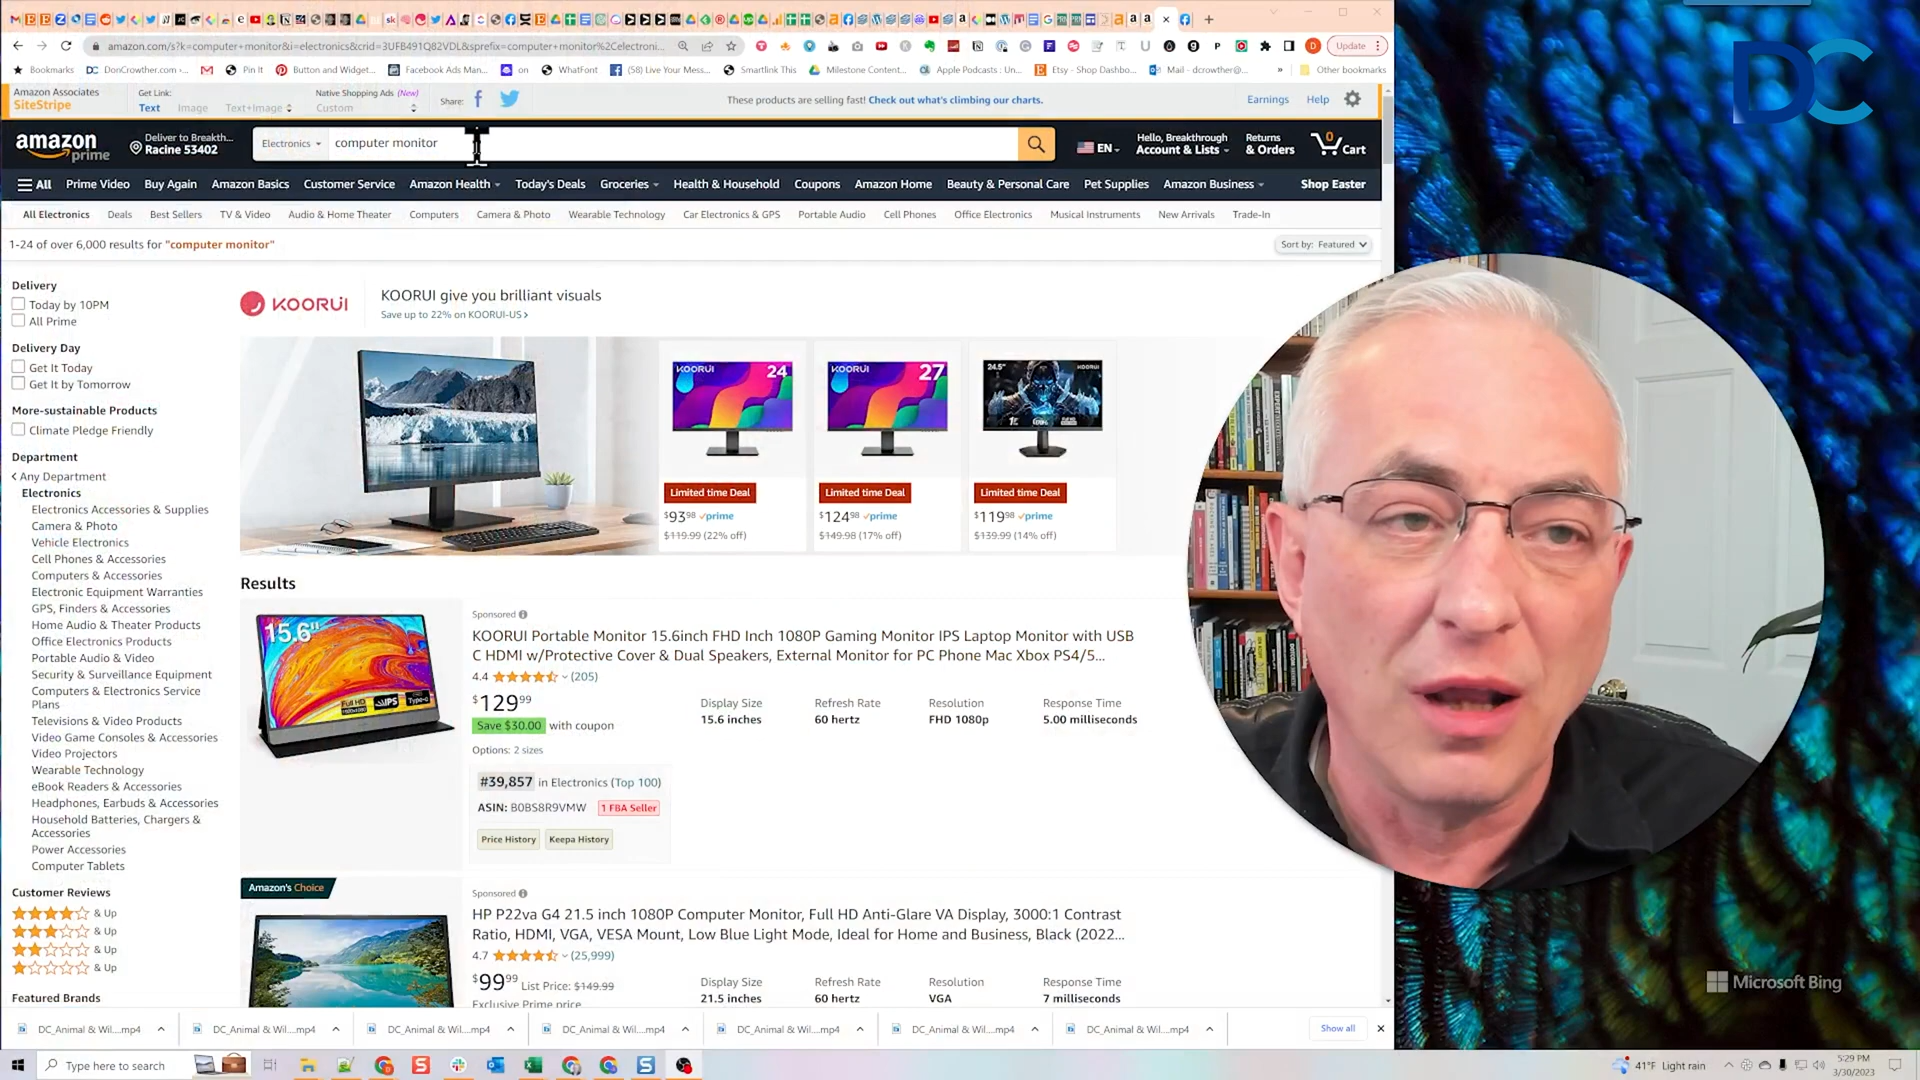 amazon.com/s?k=computer+monitor&i=electronics&crid=3UFB491Q82VDL&sprefix=computer+monitor%2Celectroni...
Update
Bookmarks
DonCrowther.com -...
Pin It
Button and Widget...
Facebook Ads Man...
on
WhatFont
(58) Live Your Mess...
Smartlink This
Milestone Content...
Apple Podcasts : Un...
Etsy - Shop Dashbo...
Mail - dcrowther@...
»
Other bookmarks
DC
Amazon Associates
SiteStripe
Get Link:
Text Image Text+Image
Native Shopping Ads (New)
Custom
Share:
These products are selling fast! Check out what's climbing our charts.
Earnings
Help
amazon
prime
Deliver to Breakth...
Racine 53402
Electronics
computer monitor
EN
Hello, Breakthrough
Account & Lists
Returns
& Orders
0
Cart
All Prime Video Buy Again Amazon Basics Customer Service Amazon Health Today's Deals Groceries Health & Household Coupons Amazon Home Beauty & Personal Care Pet Supplies Amazon Business Shop Easter
All Electronics Deals Best Sellers TV & Video Audio & Home Theater Computers Camera & Photo Wearable Technology Car Electronics & GPS Portable Audio Cell Phones Office Electronics Musical Instruments New Arrivals Trade-In
1-24 of over 6,000 results for "computer monitor"
Sort by: Featured
Delivery
Today by 10PM
All Prime
Delivery Day
Get It Today
Get It by Tomorrow
More-sustainable Products
Climate Pledge Friendly
Department
Any Department
Electronics
Electronics Accessories & Supplies
Camera & Photo
Vehicle Electronics
Cell Phones & Accessories
Computers & Accessories
Electronic Equipment Warranties
GPS, Finders & Accessories
Home Audio & Theater Products
Office Electronics Products
Portable Audio & Video
Security & Surveillance Equipment
Computers & Electronics Service
Plans
Televisions & Video Products
Video Game Consoles & Accessories
Video Projectors
Wearable Technology
eBook Readers & Accessories
Headphones, Earbuds & Accessories
Household Batteries, Chargers &
Accessories
Power Accessories
Computer Tablets
Customer Reviews
& Up
& Up
& Up
& Up
Featured Brands
KOORUI
KOORUI give you brilliant visuals
Save up to 22% on KOORUI-US
KOORUI 24
KOORUI 27
24.5" KOORUI
Limited time Deal
Limited time Deal
Limited time Deal
$93.98 prime
$124.98 prime
$119.98 prime
$119.99 (22% off)
$149.98 (17% off)
$139.99 (14% off)
Results
15.6"
Full HD
IPS
Type-C
Sponsored
KOORUI Portable Monitor 15.6inch FHD Inch 1080P Gaming Monitor IPS Laptop Monitor with USB
C HDMI w/Protective Cover & Dual Speakers, External Monitor for PC Phone Mac Xbox PS4/5...
4.4 (205)
$129.99
Save $30.00 with coupon
Options: 2 sizes
Display Size Refresh Rate Resolution Response Time
15.6 inches 60 hertz FHD 1080p 5.00 milliseconds
#39,857 in Electronics (Top 100)
ASIN: B0BS8R9VMW 1 FBA Seller
Price History Keepa History
Amazon's Choice
Sponsored
HP P22va G4 21.5 inch 1080P Computer Monitor, Full HD Anti-Glare VA Display, 3000:1 Contrast
Ratio, HDMI, VGA, VESA Mount, Low Blue Light Mode, Ideal for Home and Business, Black (2022...
4.7 (25,999)
$99.99 List Price: $149.99
Exclusive Prime price
Display Size Refresh Rate Resolution Response Time
21.5 inches 60 hertz VGA 7 milliseconds
Microsoft Bing
DC_Animal & Wil....mp4
DC_Animal & Wil....mp4
DC_Animal & Wil....mp4
DC_Animal & Wil....mp4
DC_Animal & Wil....mp4
DC_Animal & Wil....mp4
DC_Animal & Wil....mp4
Show all
Type here to search
41°F Light rain
5:29 PM
3/30/2023